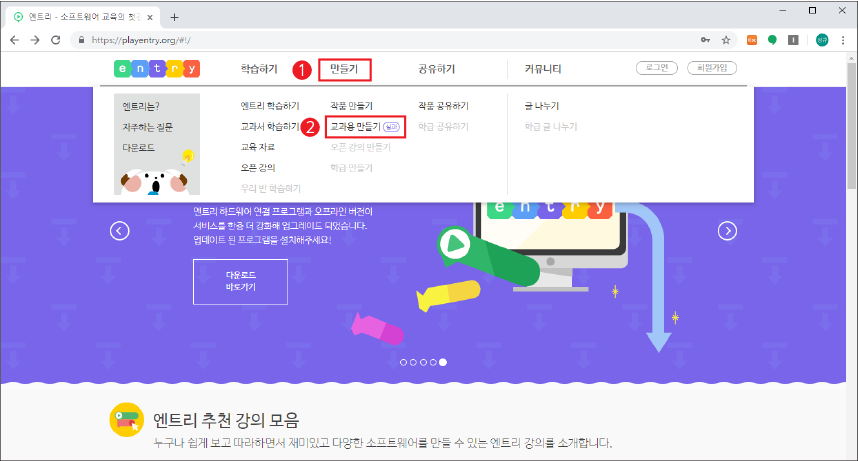 엔트리 - 소프트웨어 교육의 첫
https://playentry.org/#!/
entry
학습하기
1
만들기
공유하기
커뮤니티
로그인
회원가입
엔트리는?
자주하는 질문
다운로드
엔트리 학습하기
교과서 학습하기
교육 자료
오픈 강의
우리 반 학습하기
작품 만들기
2
교과용 만들기
오픈 강의 만들기
학급 만들기
작품 공유하기
학급 공유하기
글 나누기
학급 글 나누기
entry
엔트리 하드웨어 연결 프로그램과 오프라인 버전이
서비스를 한층 더 강화해 업그레이드 되었습니다.
업데이트 된 프로그램을 설치해주세요!
다운로드
바로가기
엔트리 추천 강의 모음
누구나 쉽게 보고 따라하면서 재미있고 다양한 소프트웨어를 만들 수 있는 엔트리 강의를 소개합니다.